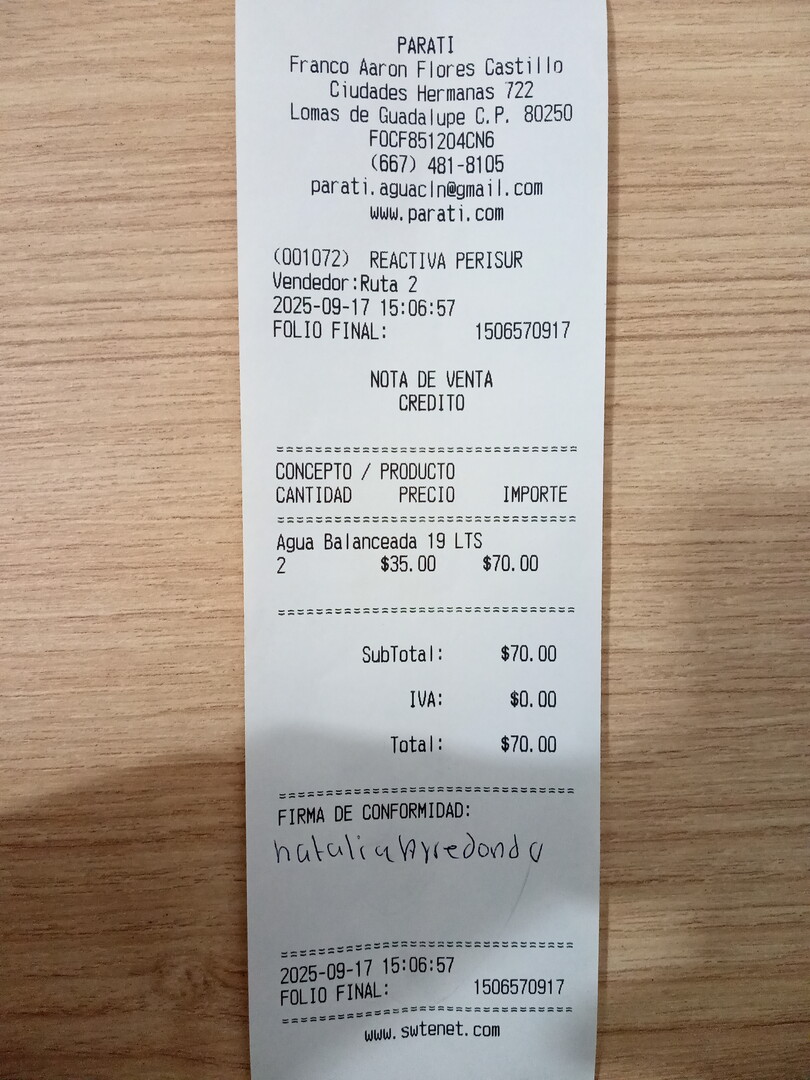 PARATI
Franco Aaron Flores Castillo
Ciudades Hermanas 722
Lomas de Guadalupe C.P. 80250
FOCF851204CN6
(667) 481-8105
parati.aguacln@gmail.com
www.parati.com
(001072) REACTIVA PERISUR
Vendedor:Ruta 2
2025-09-17 15:06:57
FOLIO FINAL: 1506570917
NOTA DE VENTA
CREDITO
================================
CONCEPTO / PRODUCTO
CANTIDAD PRECIO IMPORTE
================================
Agua Balanceada 19 LTS
2 $35.00 $70.00
================================
SubTotal: $70.00
IVA: $0.00
Total: $70.00
================================
FIRMA DE CONFORMIDAD:
natalia Arredondo
================================
2025-09-17 15:06:57
FOLIO FINAL: 1506570917
================================
www.swtenet.com